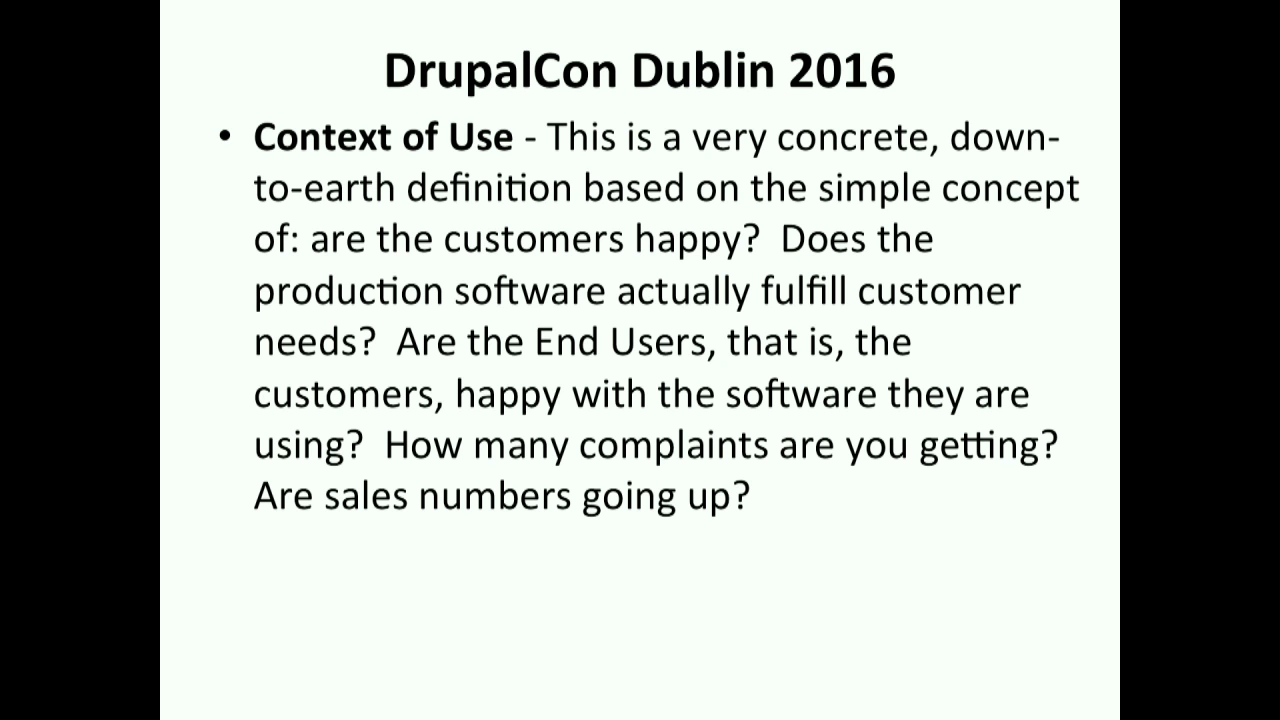 DrupalCon Dublin 2016
• Context of Use - This is a very concrete, down-
to-earth definition based on the simple concept
of: are the customers happy?  Does the
production software actually fulfill customer
needs?  Are the End Users, that is, the
customers, happy with the software they are
using?  How many complaints are you getting?
Are sales numbers going up?